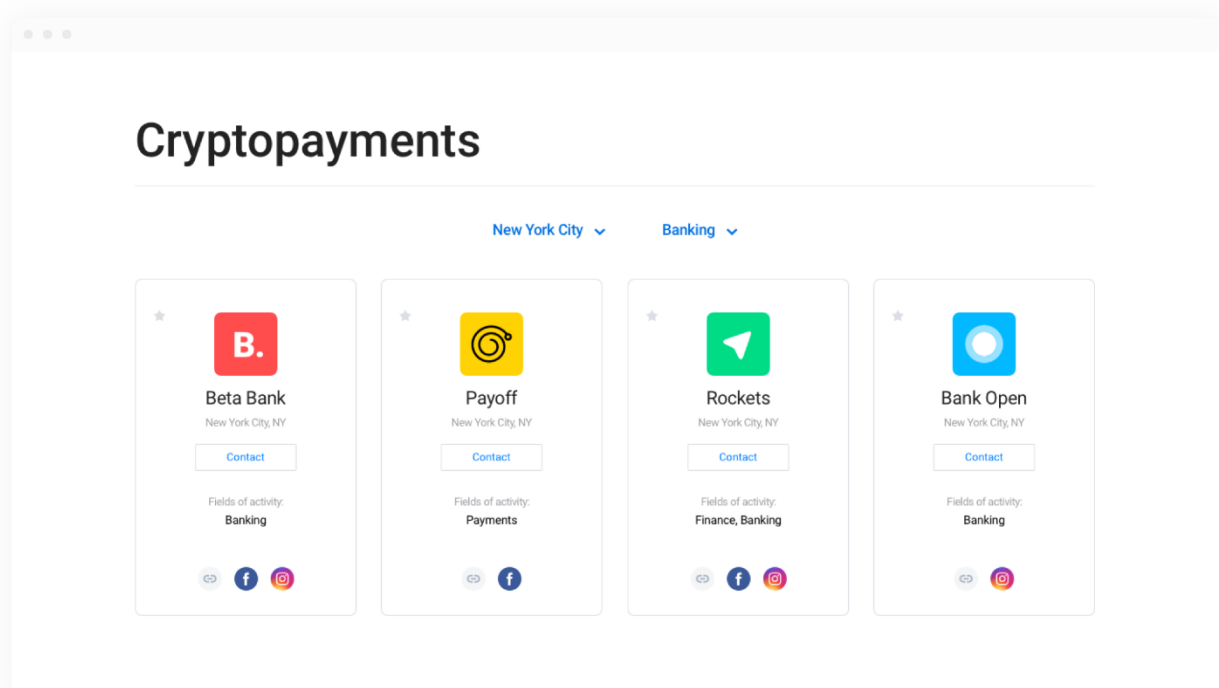 Cryptopayments
New York City Banking
B.
Beta Bank
New York City, NY
Contact
Fields of activity:
Banking
Payoff
New York City, NY
Contact
Fields of activity:
Payments
Rockets
New York City, NY
Contact
Fields of activity:
Finance, Banking
Bank Open
New York City, NY
Contact
Fields of activity:
Banking